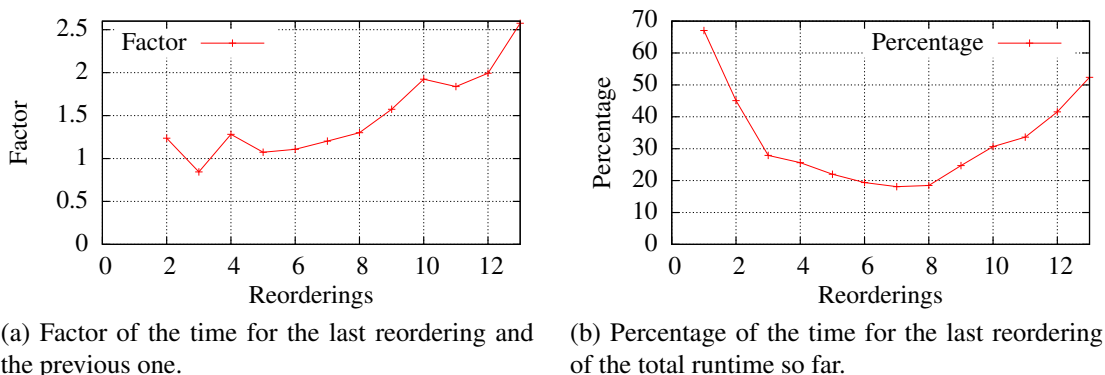 2.5
2
1.5
1
0.5
0
Factor
Factor
0 2 4 6 8 10 12
Reorderings
(a) Factor of the time for the last reordering and
the previous one.
70
60
50
40
30
20
10
0
Percentage
Percentage
0 2 4 6 8 10 12
Reorderings
(b) Percentage of the time for the last reordering
of the total runtime so far.